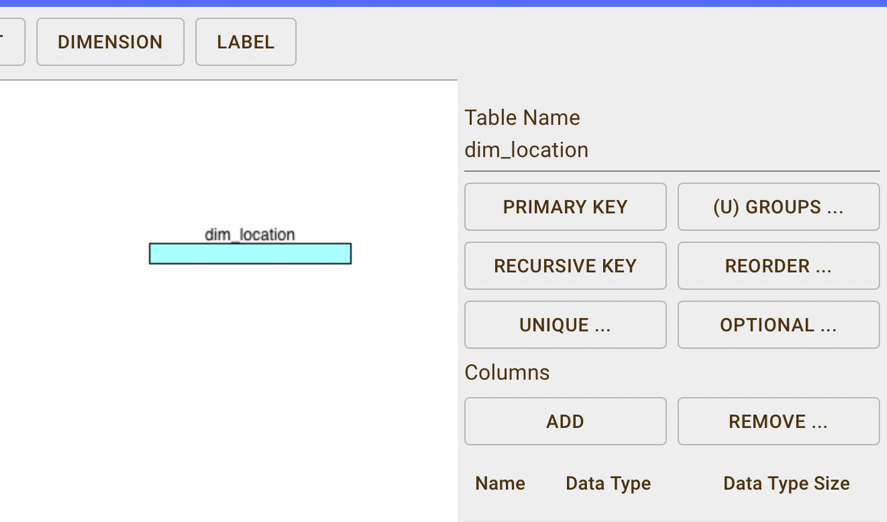 DIMENSION LABEL
Table Name
dim_location
dim_location
PRIMARY KEY (U) GROUPS ...
RECURSIVE KEY REORDER ...
UNIQUE ... OPTIONAL ...
Columns
ADD REMOVE ...
Name Data Type Data Type Size